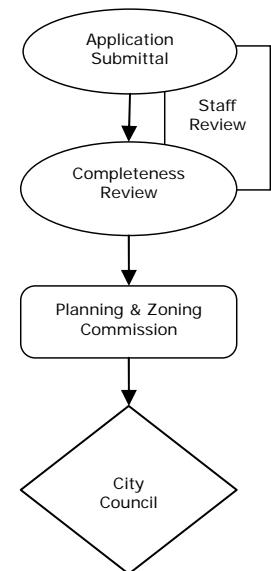 Application
Submittal
Staff
Review
Completeness
Review
Planning & Zoning
Commission
City
Council